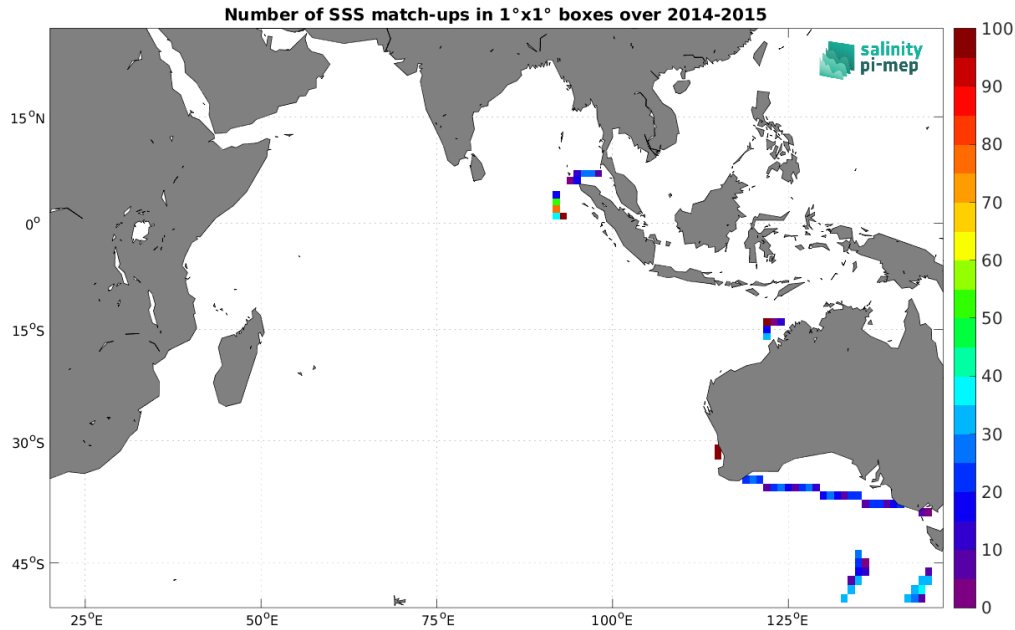 Number of SSS match-ups in 1°x1° boxes over 2014-2015
salinity
pi-mep
100
90
80
70
60
50
40
30
20
10
0
15°N
0°
15°S
30°S
45°S
25°E
50°E
75°E
100°E
125°E